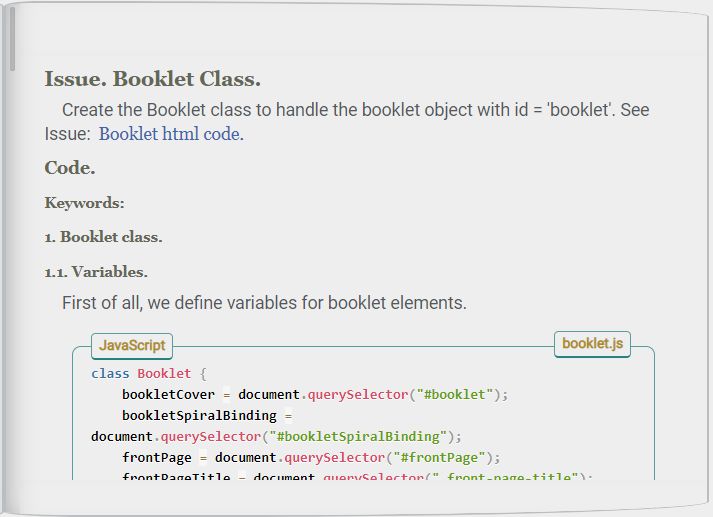 Issue. Booklet Class.
Create the Booklet class to handle the booklet object with id = 'booklet'. See
Issue: Booklet html code.
Code.
Keywords:
1. Booklet class.
1.1. Variables.
First of all, we define variables for booklet elements.
JavaScript
booklet.js
class Booklet {
bookletCover = document.querySelector("#booklet");
bookletSpiralBinding =
document.querySelector("#bookletSpiralBinding");
frontPage = document.querySelector("#frontPage");
frontPageTitle = document.querySelector(".front-page-title");